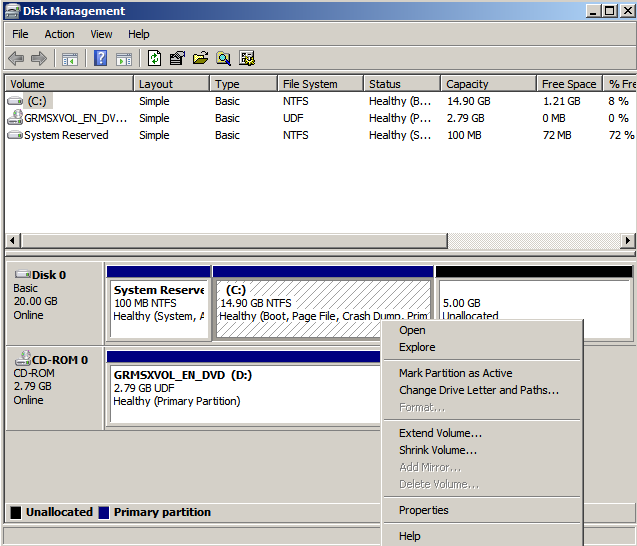 Disk Management
File Action View Help
Volume Layout Type File System Status Capacity Free Space % Fre
(C:) Simple Basic NTFS Healthy (B... 14.90 GB 1.21 GB 8 %
GRMSXVOL_EN_DV... Simple Basic UDF Healthy (P... 2.79 GB 0 MB 0 %
System Reserved Simple Basic NTFS Healthy (S... 100 MB 72 MB 72 %
Disk 0
Basic
20.00 GB
Online
System Reserve
100 MB NTFS
Healthy (System, A
(C:)
14.90 GB NTFS
Healthy (Boot, Page File, Crash Dump, Prim
5.00 GB
Unallocated
CD-ROM 0
CD-ROM
2.79 GB
Online
GRMSXVOL_EN_DVD (D:)
2.79 GB UDF
Healthy (Primary Partition)
Open
Explore
Mark Partition as Active
Change Drive Letter and Paths...
Format...
Extend Volume...
Shrink Volume...
Add Mirror...
Delete Volume...
Properties
Help
Unallocated Primary partition